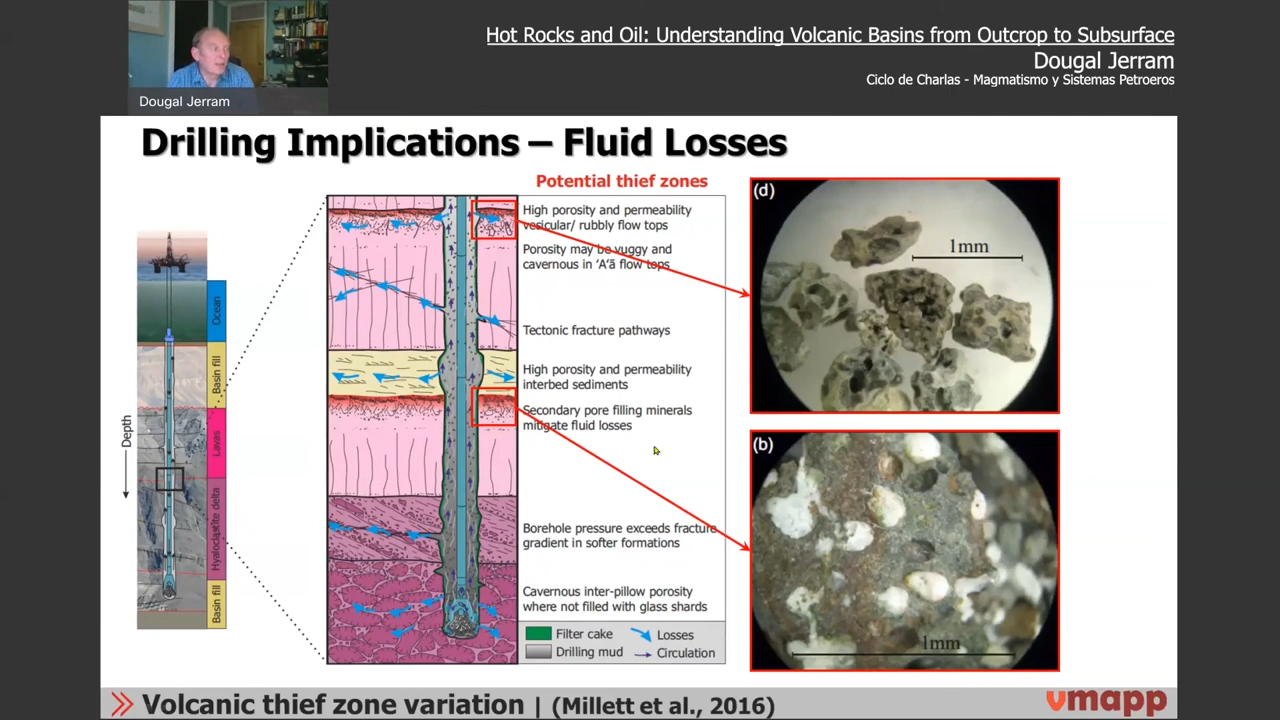 Hot Rocks and Oil: Understanding Volcanic Basins from Outcrop to Subsurface
Dougal Jerram
Ciclo de Charlas - Magmatismo y Sistemas Petroeros
Dougal Jerram
Drilling Implications – Fluid Losses
Potential thief zones
High porosity and permeability
vesicular/ rubbly flow tops
Porosity may be vuggy and
cavernous in ‘A’ā flow tops
Tectonic fracture pathways
High porosity and permeability
interbed sediments
Secondary pore filling minerals
mitigate fluid losses
Borehole pressure exceeds fracture
gradient in softer formations
Cavernous inter-pillow porosity
where not filled with glass shards
Filter cake
Losses
Drilling mud
Circulation
Depth
Ocean
Basin fill
Lavas
Hyaloclastite delta
Basin fill
(d)
1mm
(b)
1mm
Volcanic thief zone variation | (Millett et al., 2016)
vmapp